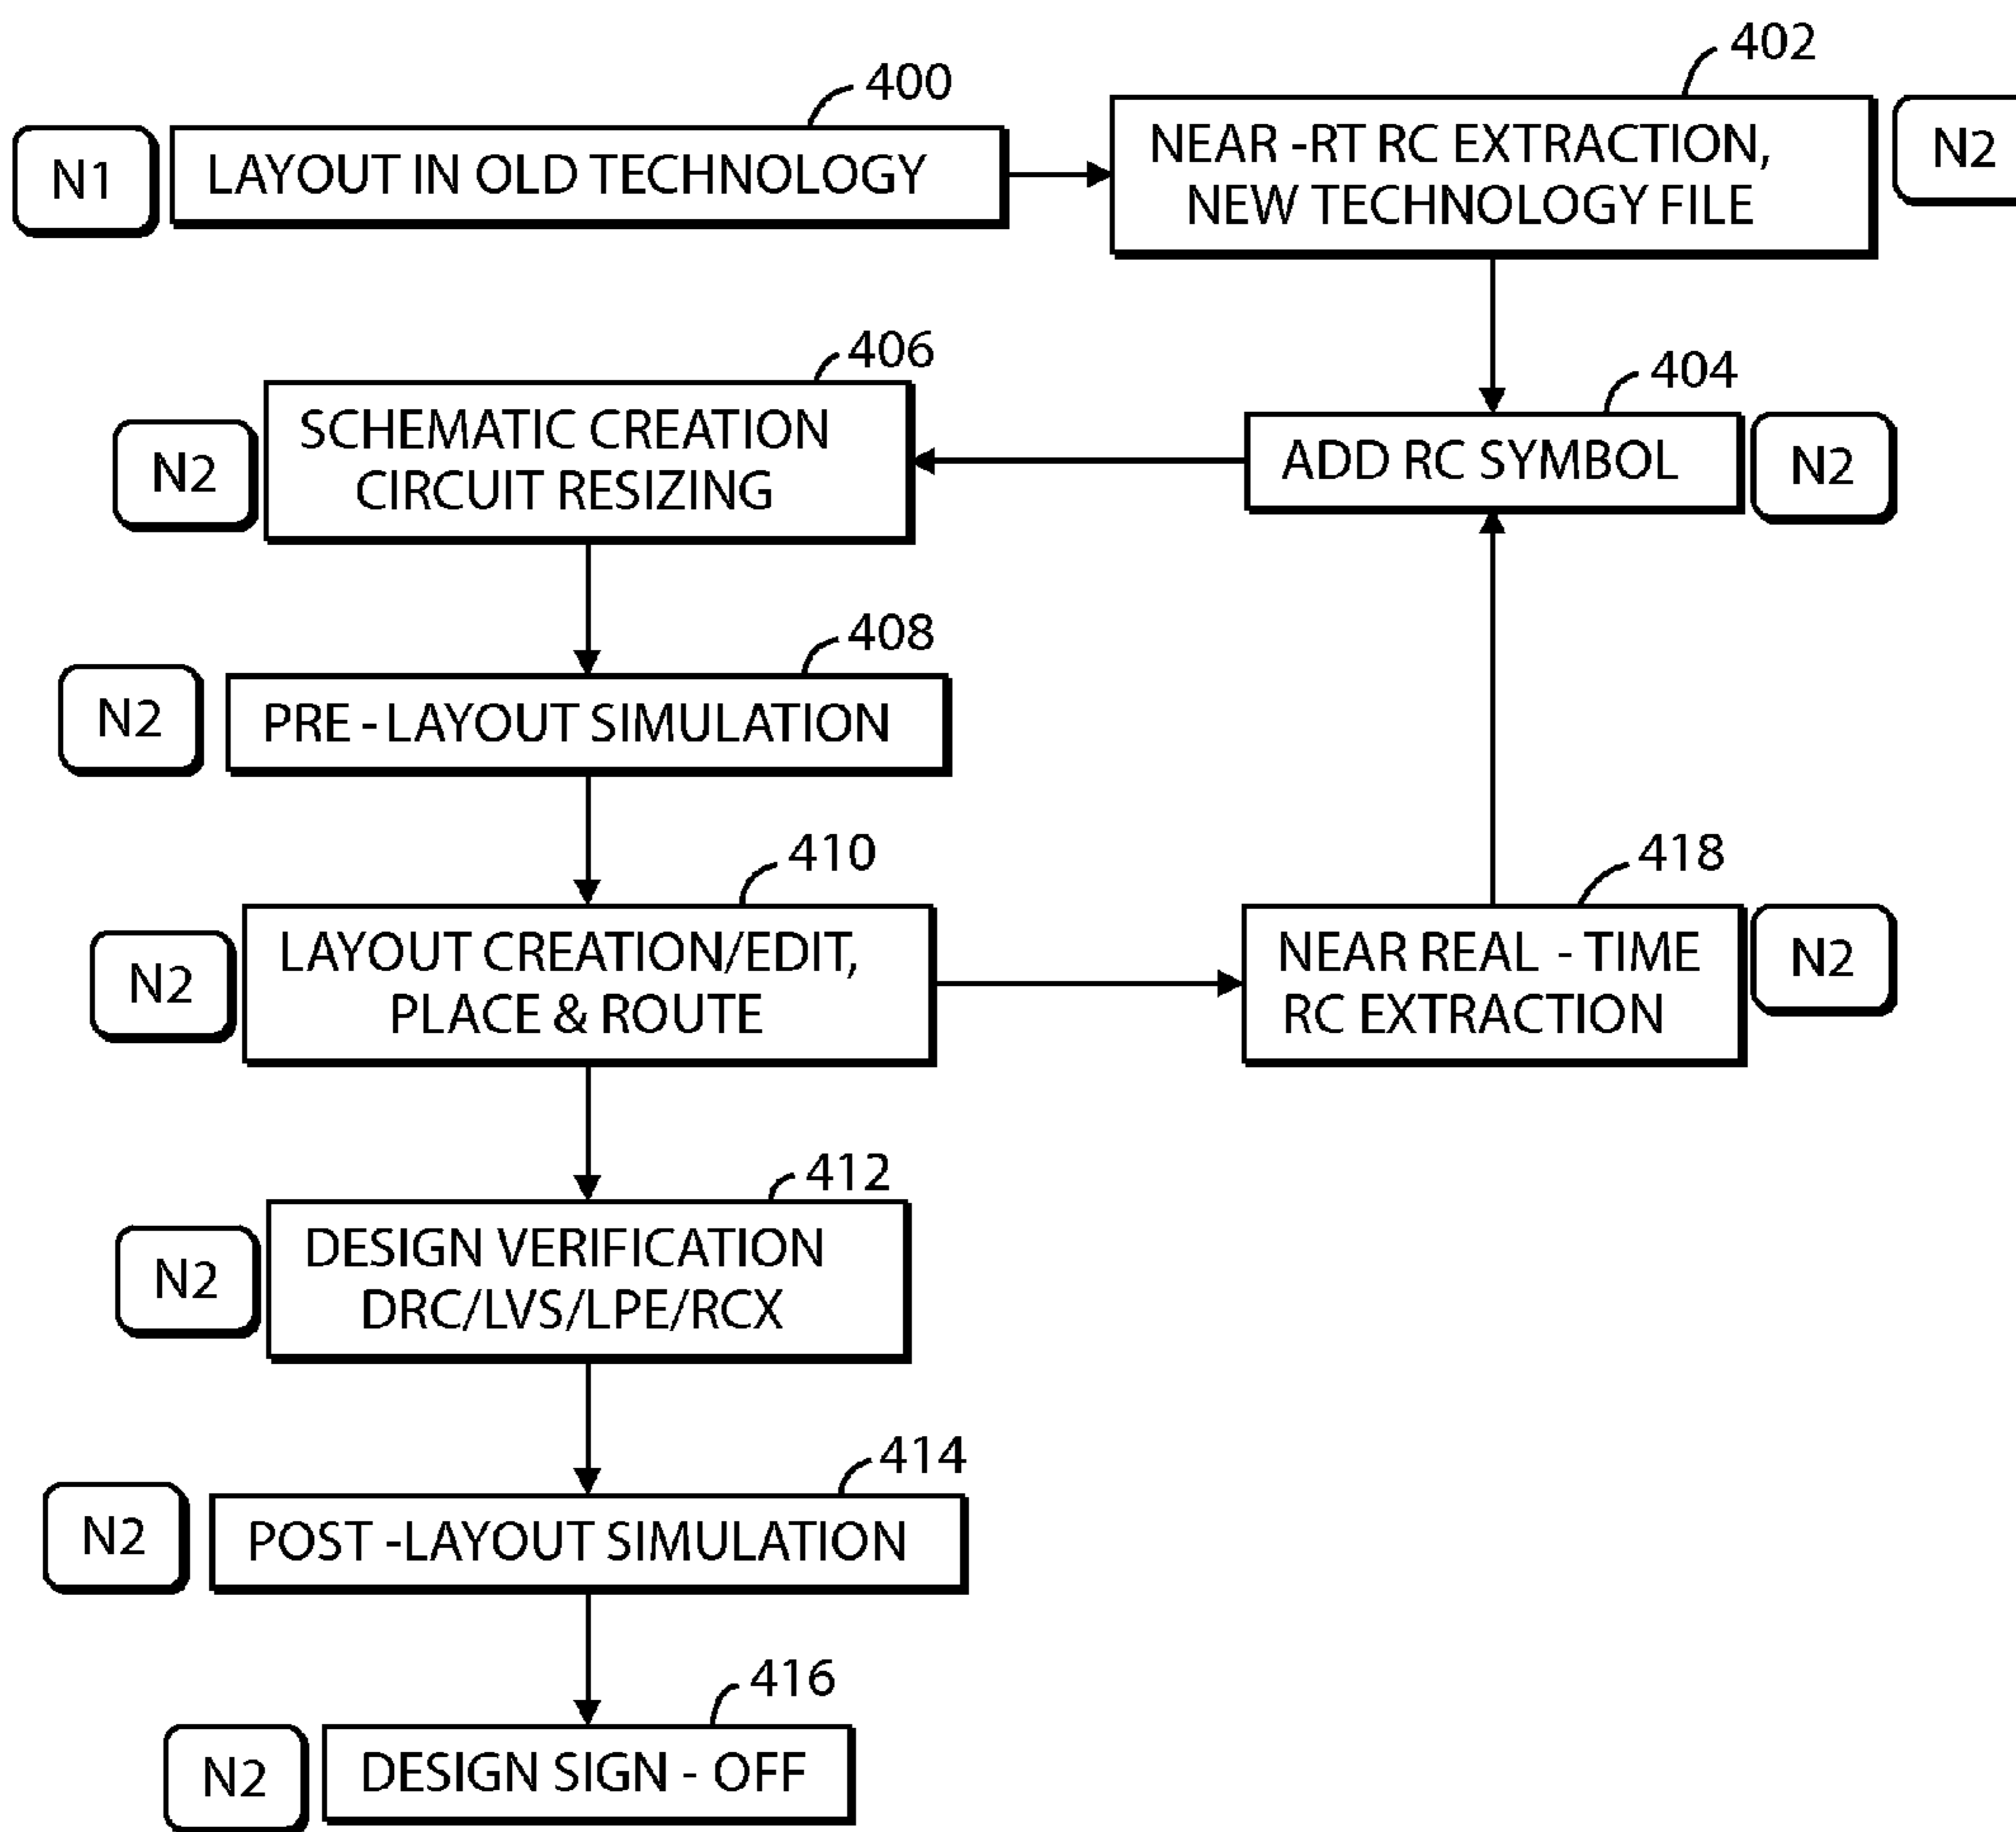 400
402
N1
LAYOUT IN OLD TECHNOLOGY
NEAR -RT RC EXTRACTION,
NEW TECHNOLOGY FILE
N2
406
404
N2
SCHEMATIC CREATION
CIRCUIT RESIZING
ADD RC SYMBOL
N2
408
N2
PRE - LAYOUT SIMULATION
410
418
N2
LAYOUT CREATION/EDIT,
PLACE & ROUTE
NEAR REAL - TIME
RC EXTRACTION
N2
412
N2
DESIGN VERIFICATION
DRC/LVS/LPE/RCX
414
N2
POST -LAYOUT SIMULATION
416
N2
DESIGN SIGN - OFF